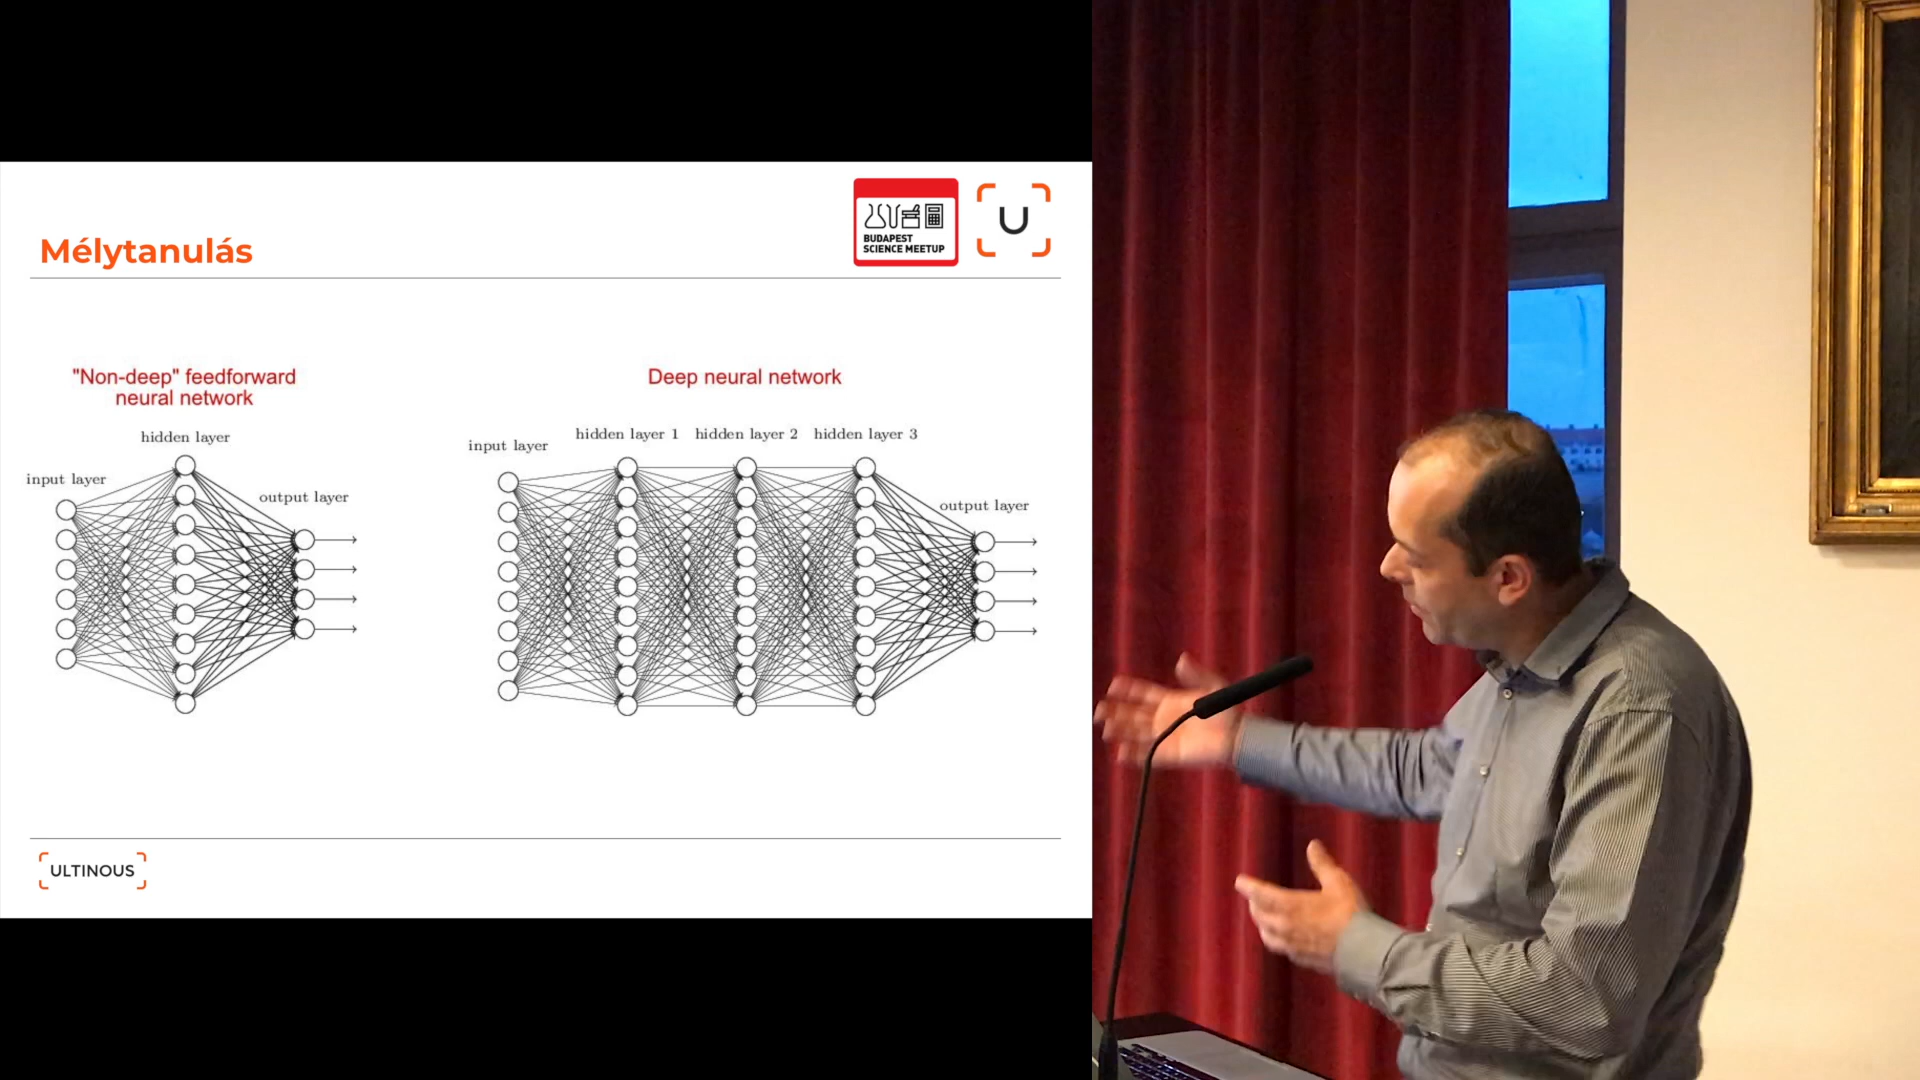 Mélytanulás
BUDAPEST
SCIENCE MEETUP
U
"Non-deep" feedforward
neural network
hidden layer
input layer
output layer
Deep neural network
hidden layer 1 hidden layer 2 hidden layer 3
input layer
output layer
ULTINOUS